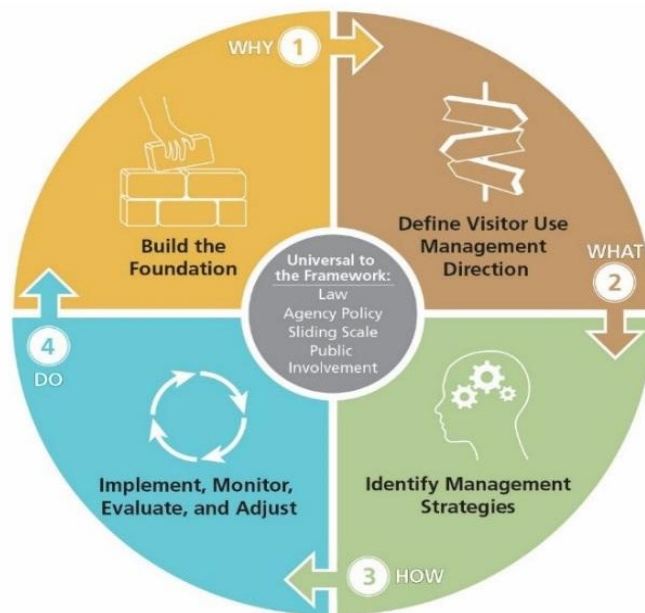 WHY 1
Build the
Foundation
Define Visitor Use
Management
Direction
WHAT
2
Universal to
the Framework:
Law
Agency Policy
Sliding Scale
Public
Involvement
4
DO
Implement, Monitor,
Evaluate, and Adjust
Identify Management
Strategies
3 HOW